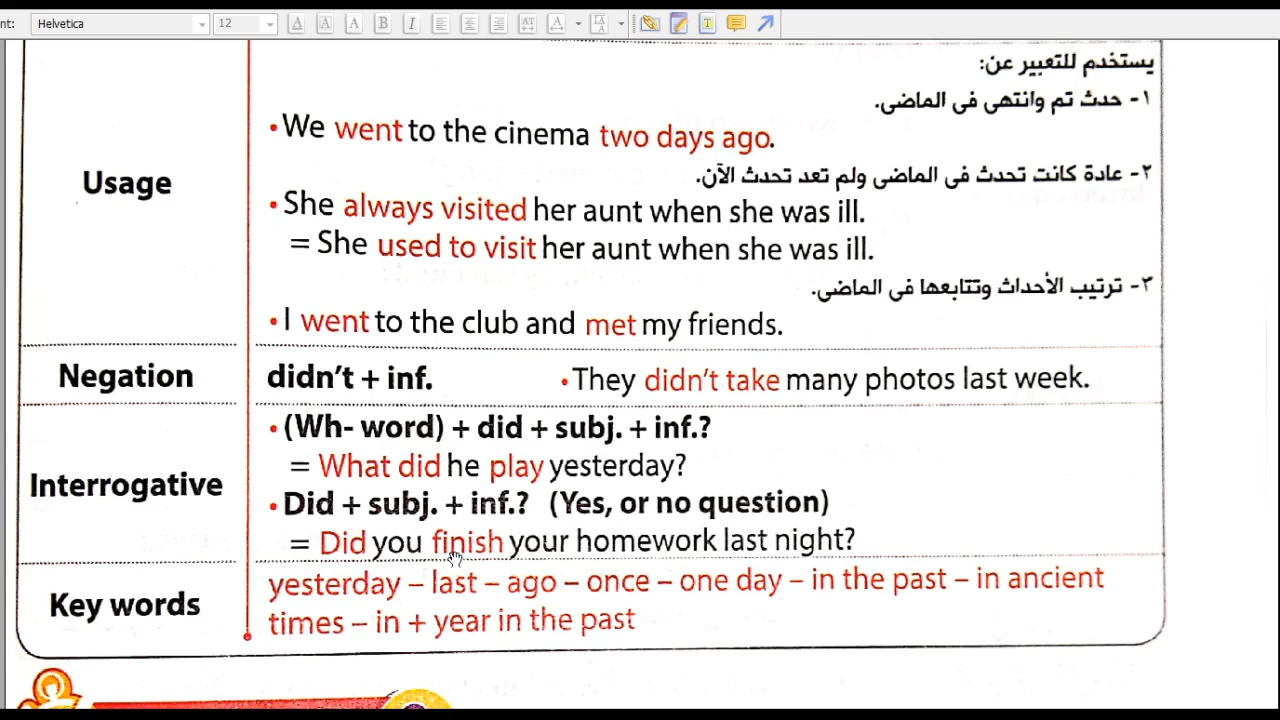 nt: Helvetica 12
يستخدم للتعبير عن:
١- حدث تم وانتهى فى الماضى.
• We went to the cinema two days ago.
٢- عادة كانت تحدث فى الماضى ولم تعد تحدث الآن.
Usage
• She always visited her aunt when she was ill.
= She used to visit her aunt when she was ill.
٣- ترتيب الأحداث وتتابعها فى الماضى.
• I went to the club and met my friends.
Negation
didn't + inf. • They didn't take many photos last week.
Interrogative
• (Wh- word) + did + subj. + inf.?
= What did he play yesterday?
• Did + subj. + inf.? (Yes, or no question)
= Did you finish your homework last night?
Key words
yesterday – last – ago – once – one day – in the past – in ancient
times – in + year in the past